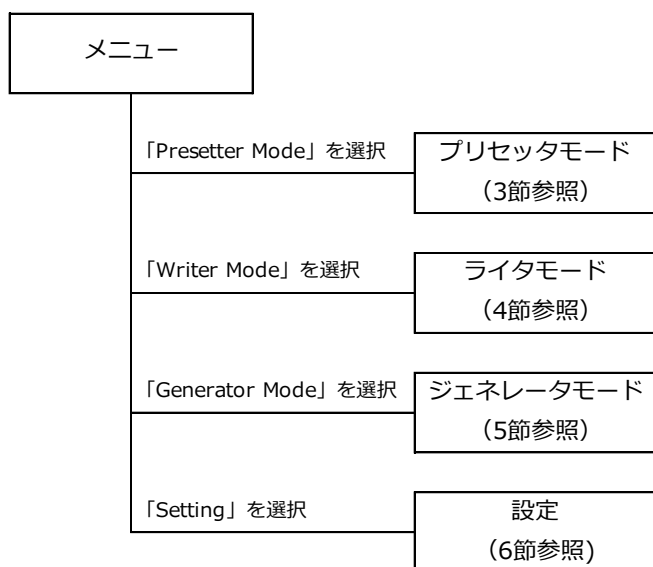 メニュー
「Presetter Mode」を選択
プリセッタモード
（3節参照）
「Writer Mode」を選択
ライタモード
（4節参照）
「Generator Mode」を選択
ジェネレータモード
（5節参照）
「Setting」を選択
設定
（6節参照)